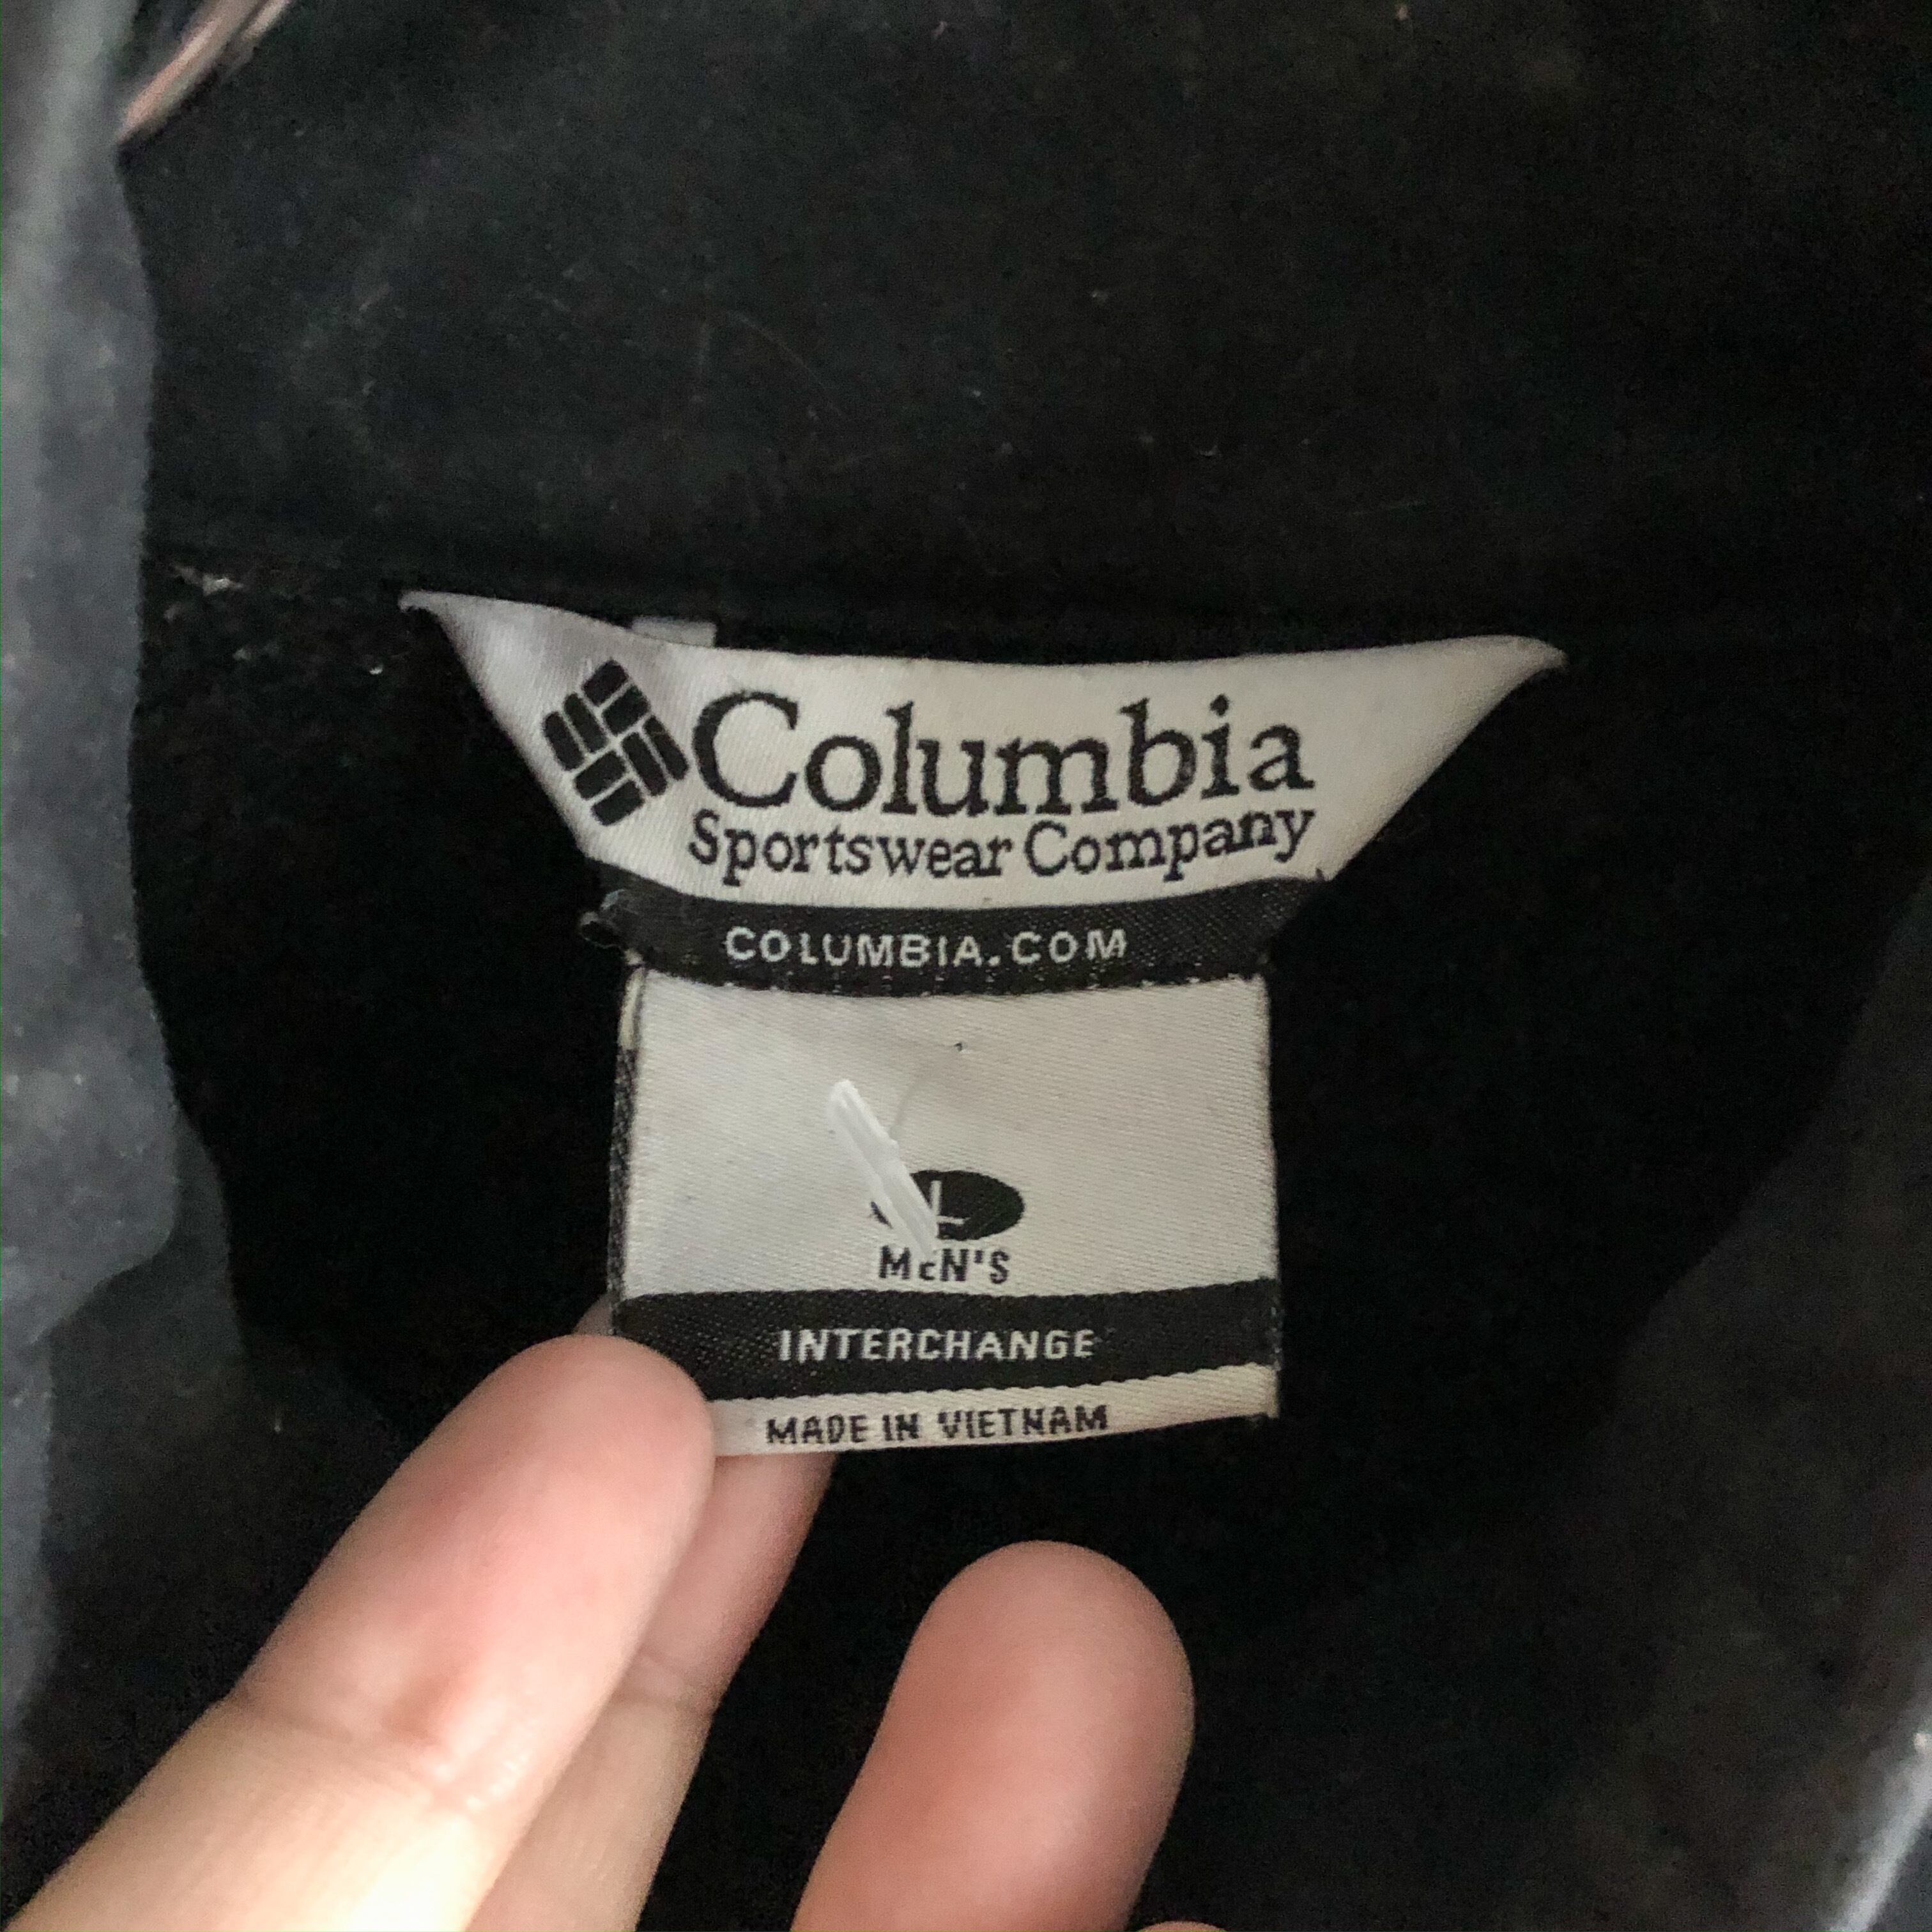 Columbia
Sportswear Company
COLUMBIA.COM
L
MEN'S
INTERCHANGE
MADE IN VIETNAM